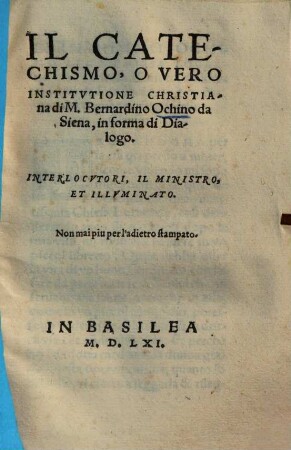 IL CATE-
CHISMO, O VERO
INSTITVTIONE CHRISTIA-
na di M. Bernardino Ochino da
Siena, in forma di Dia-
logo.
INTERLOCVTORI, IL MINISTRO,
ET ILLVMINATO.
Non mai piu per l'adietro stampato.
IN BASILEA
M. D. LXI.